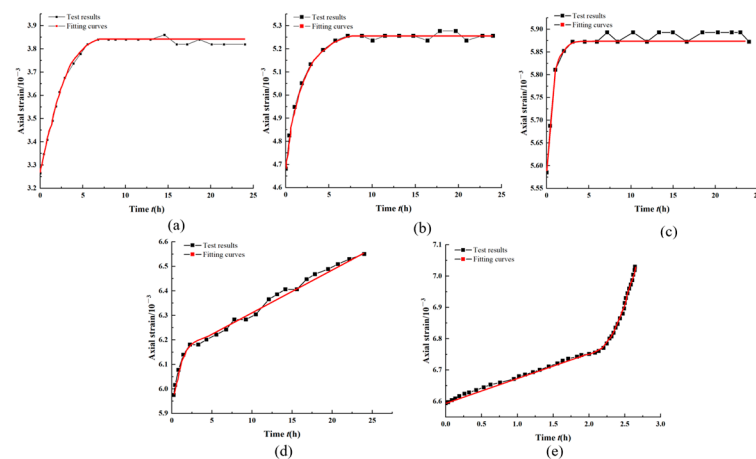 Test results
Fitting curves
3.9
3.8
3.7
3.6
3.5
3.4
3.3
3.2
Axial strain/10⁻³
0 5 10 15 20 25
Time t(h)
(a)
Test results
Fitting curves
5.4
5.3
5.2
5.1
5.0
4.9
4.8
4.7
4.6
Axial strain/10⁻³
0 5 10 15 20 25
Time t(h)
(b)
Test results
Fitting curves
5.90
5.85
5.80
5.75
5.70
5.65
5.60
5.55
Axial strain/10⁻³
0 5 10 15 20
Time t(h)
(c)
Test results
Fitting curves
6.6
6.5
6.4
6.3
6.2
6.1
6.0
5.9
Axial strain/10⁻³
0 5 10 15 20 25
Time t(h)
(d)
Test results
Fitting curves
7.0
6.9
6.8
6.7
6.6
Axial strain/10⁻³
0.0 0.5 1.0 1.5 2.0 2.5 3.0
Time t(h)
(e)